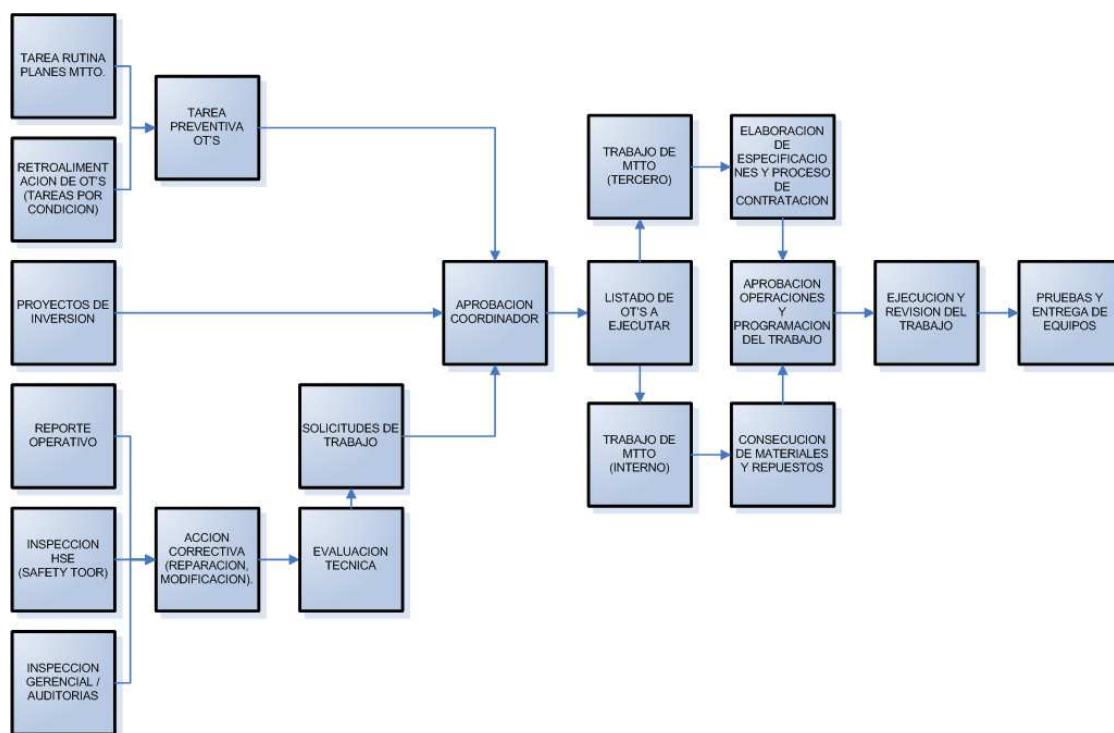 TAREA RUTINA
PLANES MTTO.
RETROALIMENT
ACION DE OT'S
(TAREAS POR
CONDICION)
PROYECTOS DE
INVERSION
REPORTE
OPERATIVO
INSPECCION
HSE
(SAFETY TOOR)
INSPECCION
GERENCIAL /
AUDITORIAS
TAREA
PREVENTIVA
OT'S
ACCION
CORRECTIVA
(REPARACION,
MODIFICACION).
EVALUACION
TECNICA
SOLICITUDES DE
TRABAJO
APROBACION
COORDINADOR
LISTADO DE
OT'S A
EJECUTAR
TRABAJO DE
MTTO
(TERCERO)
ELABORACION
DE
ESPECIFICACIO
NES Y PROCESO
DE
CONTRATACION
TRABAJO DE
MTTO
(INTERNO)
CONSECUCION
DE MATERIALES
Y REPUESTOS
APROBACION
OPERACIONES
Y
PROGRAMACION
DEL TRABAJO
EJECUCION Y
REVISION DEL
TRABAJO
PRUEBAS Y
ENTREGA DE
EQUIPOS